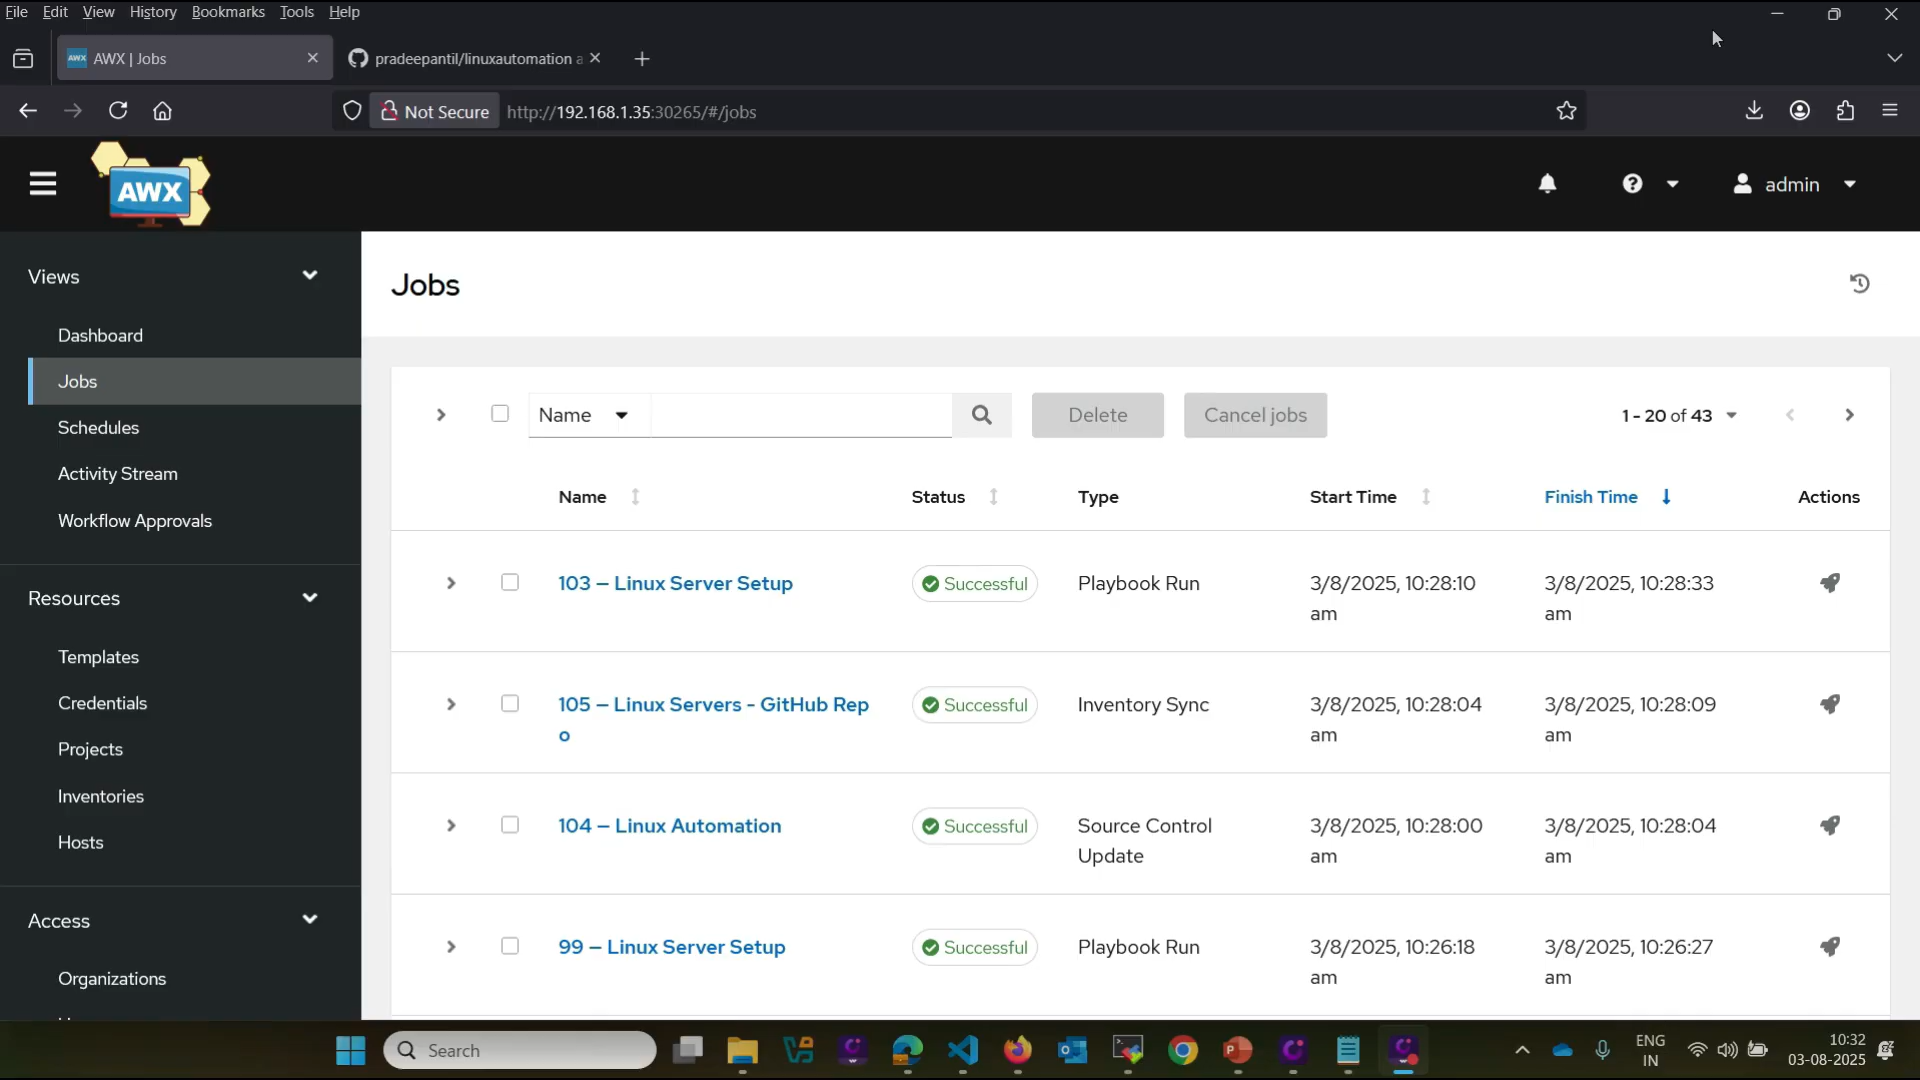 File Edit View History Bookmarks Tools Help
AWX | Jobs
pradeepantil/linuxautomation a
Not Secure http://192.168.1.35:30265/#/jobs
AWX
admin
Views
Dashboard
Jobs
Schedules
Activity Stream
Workflow Approvals
Resources
Templates
Credentials
Projects
Inventories
Hosts
Access
Organizations
Jobs
Name Delete Cancel jobs 1 - 20 of 43
Name Status Type Start Time Finish Time Actions
103 — Linux Server Setup Successful Playbook Run 3/8/2025, 10:28:10 3/8/2025, 10:28:33
am am
105 — Linux Servers - GitHub Rep Successful Inventory Sync 3/8/2025, 10:28:04 3/8/2025, 10:28:09
o am am
104 — Linux Automation Successful Source Control 3/8/2025, 10:28:00 3/8/2025, 10:28:04
Update am am
99 — Linux Server Setup Successful Playbook Run 3/8/2025, 10:26:18 3/8/2025, 10:26:27
am am
Search
ENG
IN
10:32
03-08-2025